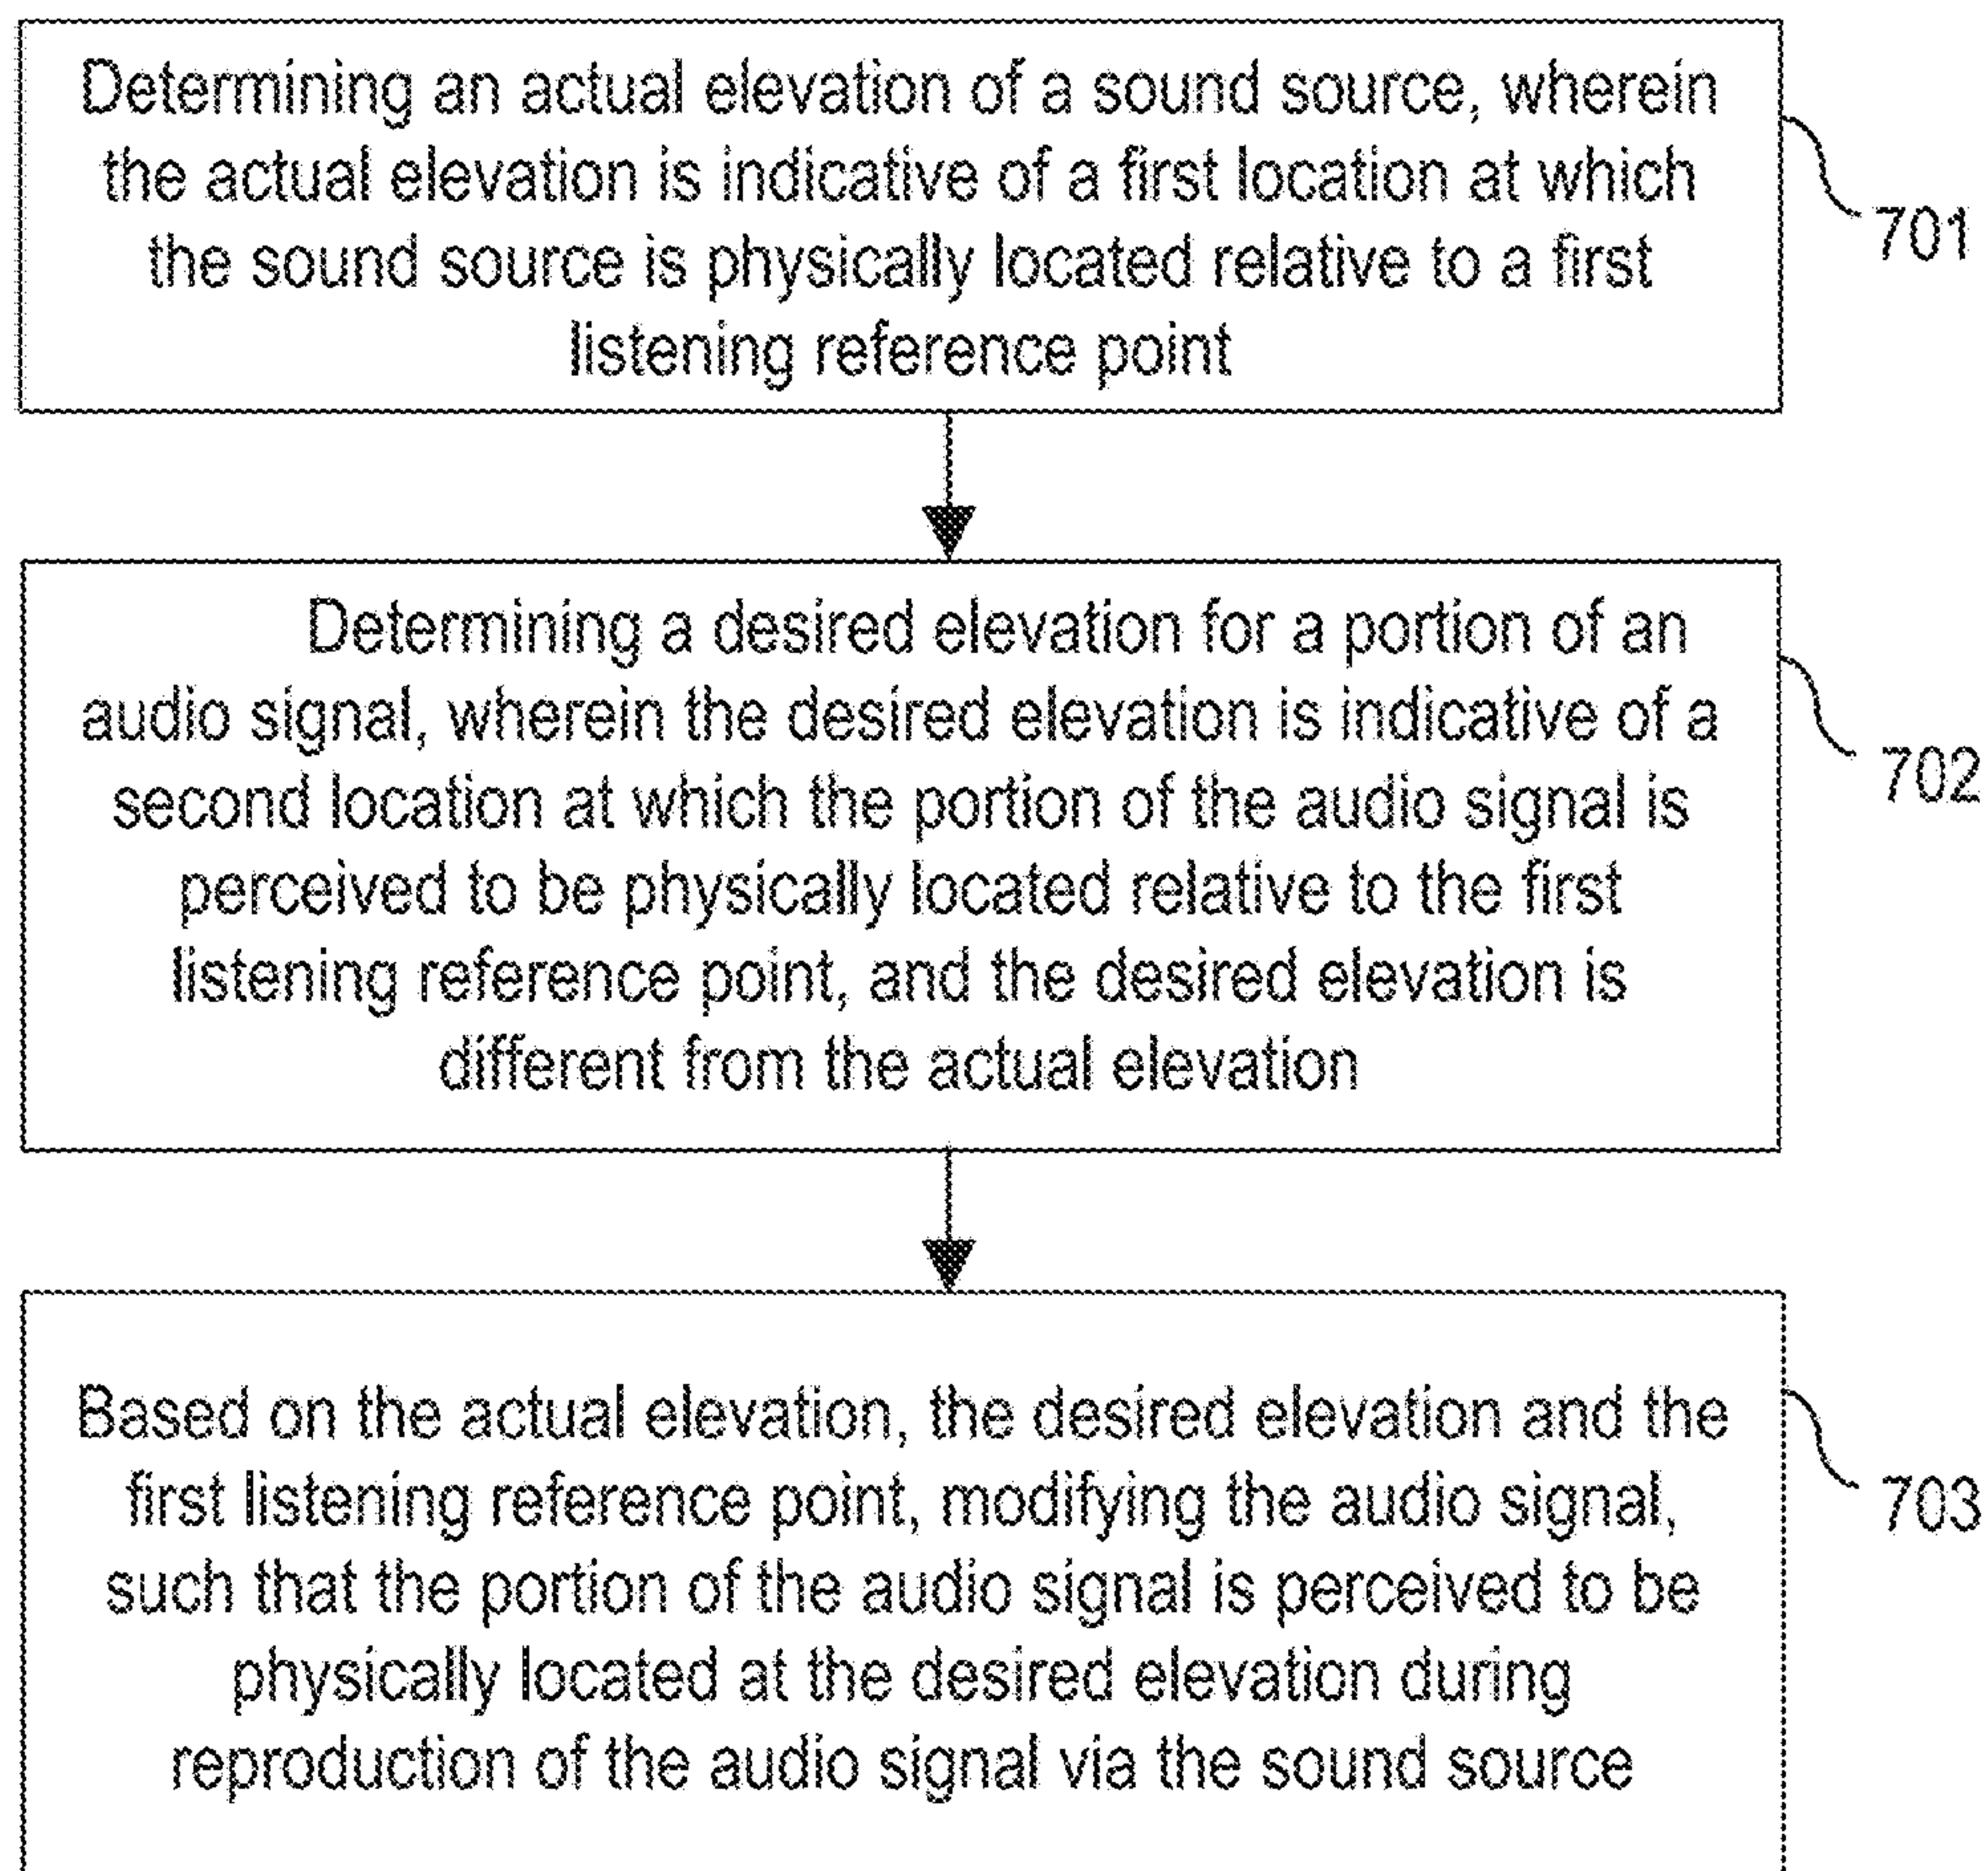 Determining an actual elevation of a sound source, wherein
the actual elevation is indicative of a first location at which
the sound source is physically located relative to a first
listening reference point
701
Determining a desired elevation for a portion of an
audio signal, wherein the desired elevation is indicative of a
second location at which the portion of the audio signal is
perceived to be physically located relative to the first
listening reference point, and the desired elevation is
different from the actual elevation
702
Based on the actual elevation, the desired elevation and the
first listening reference point, modifying the audio signal,
such that the portion of the audio signal is perceived to be
physically located at the desired elevation during
reproduction of the audio signal via the sound source
703